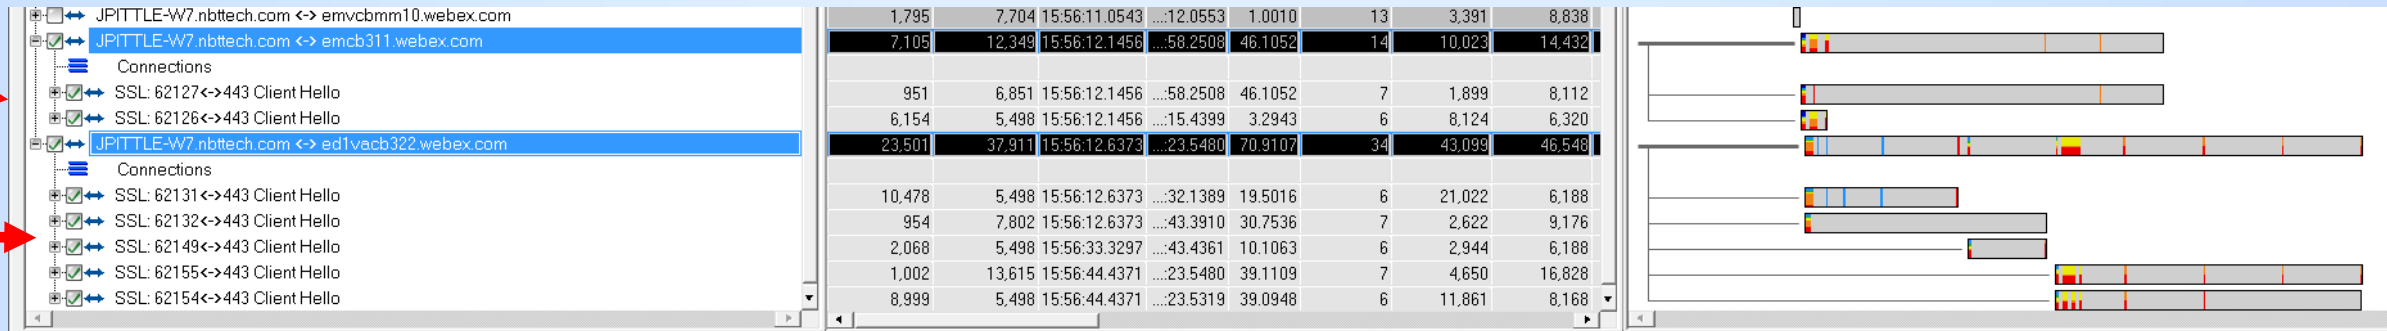 JPITTLE-W7.nbttech.com <-> emvcbmm10.webex.com 1,795 7,704 15:56:11.0543 ...:12.0553 1.0010 13 3,391 8,838
JPITTLE-W7.nbttech.com <-> emcb311.webex.com 7,105 12,349 15:56:12.1456 ...:58.2508 46.1052 14 10,023 14,432
Connections
SSL: 62127<->443 Client Hello 951 6,851 15:56:12.1456 ...:58.2508 46.1052 7 1,899 8,112
SSL: 62126<->443 Client Hello 6,154 5,498 15:56:12.1456 ...:15.4399 3.2943 6 8,124 6,320
JPITTLE-W7.nbttech.com <-> ed1vacb322.webex.com 23,501 37,911 15:56:12.6373 ...:23.5480 70.9107 34 43,099 46,548
Connections
SSL: 62131<->443 Client Hello 10,478 5,498 15:56:12.6373 ...:32.1389 19.5016 6 21,022 6,188
SSL: 62132<->443 Client Hello 954 7,802 15:56:12.6373 ...:43.3910 30.7536 7 2,622 9,176
SSL: 62149<->443 Client Hello 2,068 5,498 15:56:33.3297 ...:43.4361 10.1063 6 2,944 6,188
SSL: 62155<->443 Client Hello 1,002 13,615 15:56:44.4371 ...:23.5480 39.1109 7 4,650 16,828
SSL: 62154<->443 Client Hello 8,999 5,498 15:56:44.4371 ...:23.5319 39.0948 6 11,861 8,168